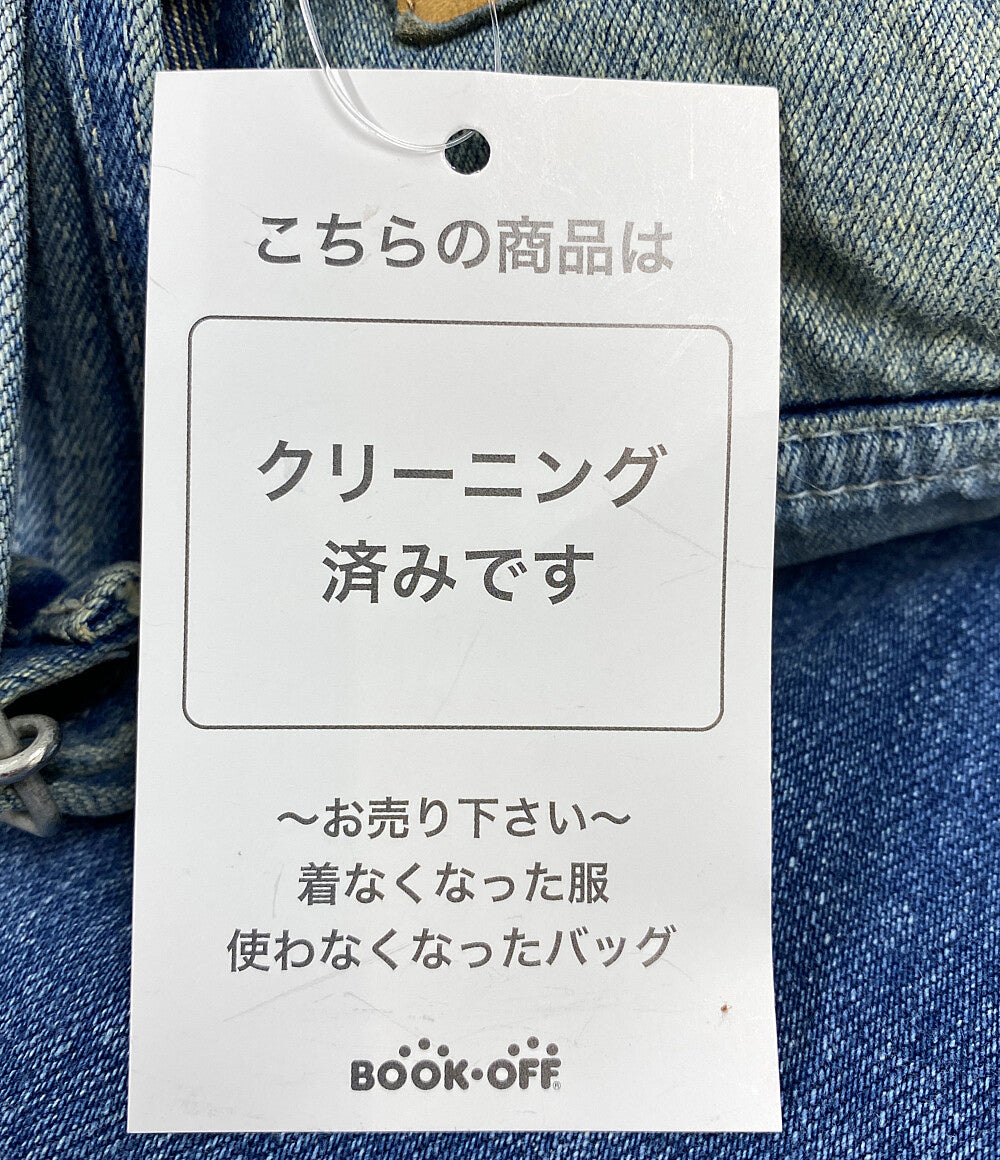 こちらの商品は
クリーニング
済みです
〜お売り下さい〜
着なくなった服
使わなくなったバッグ
BOOK・OFF®